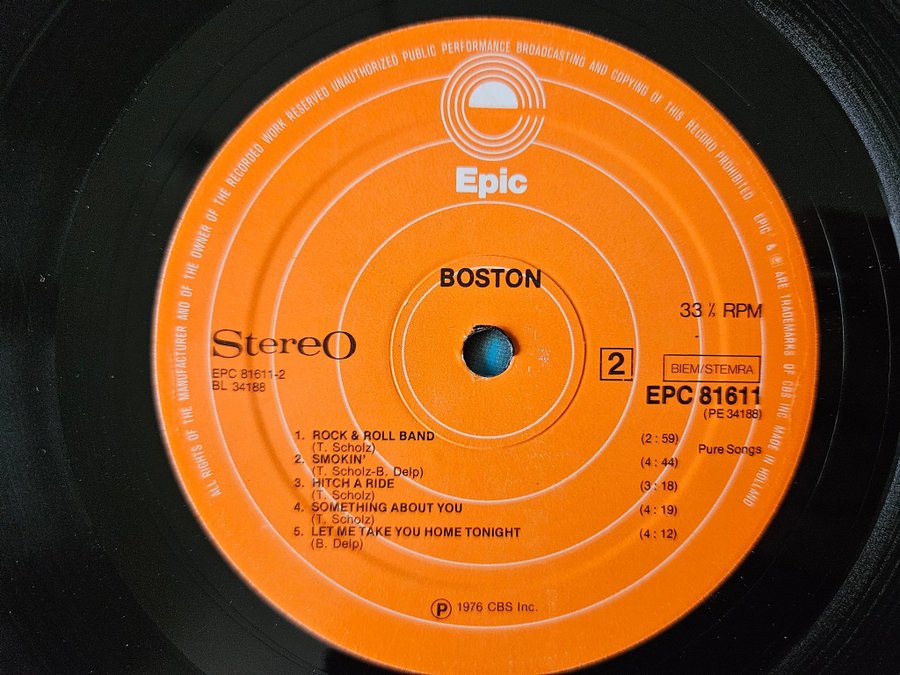 ALL RIGHTS OF THE MANUFACTURER AND OF THE OWNER OF THE RECORDED WORK RESERVED UNAUTHORIZED PUBLIC PERFORMANCE BROADCASTING AND COPYING OF THIS RECORD PROHIBITED EPIC' & ARE TRADEMARKS OF CBS INC MADE IN HOLLAND
Epic
BOSTON
33 ⅓ RPM
Stereo
EPC 81611-2
BL 34188
2
BIEM/STEMRA
EPC 81611
(PE 34188)
Pure Songs
1. ROCK & ROLL BAND (2:59)
(T. Scholz)
2. SMOKIN' (4:44)
(T. Scholz-B. Delp)
3. HITCH A RIDE (3:18)
(T. Scholz)
4. SOMETHING ABOUT YOU (4:19)
(T. Scholz)
5. LET ME TAKE YOU HOME TONIGHT (4:12)
(B. Delp)
Ⓟ 1976 CBS Inc.